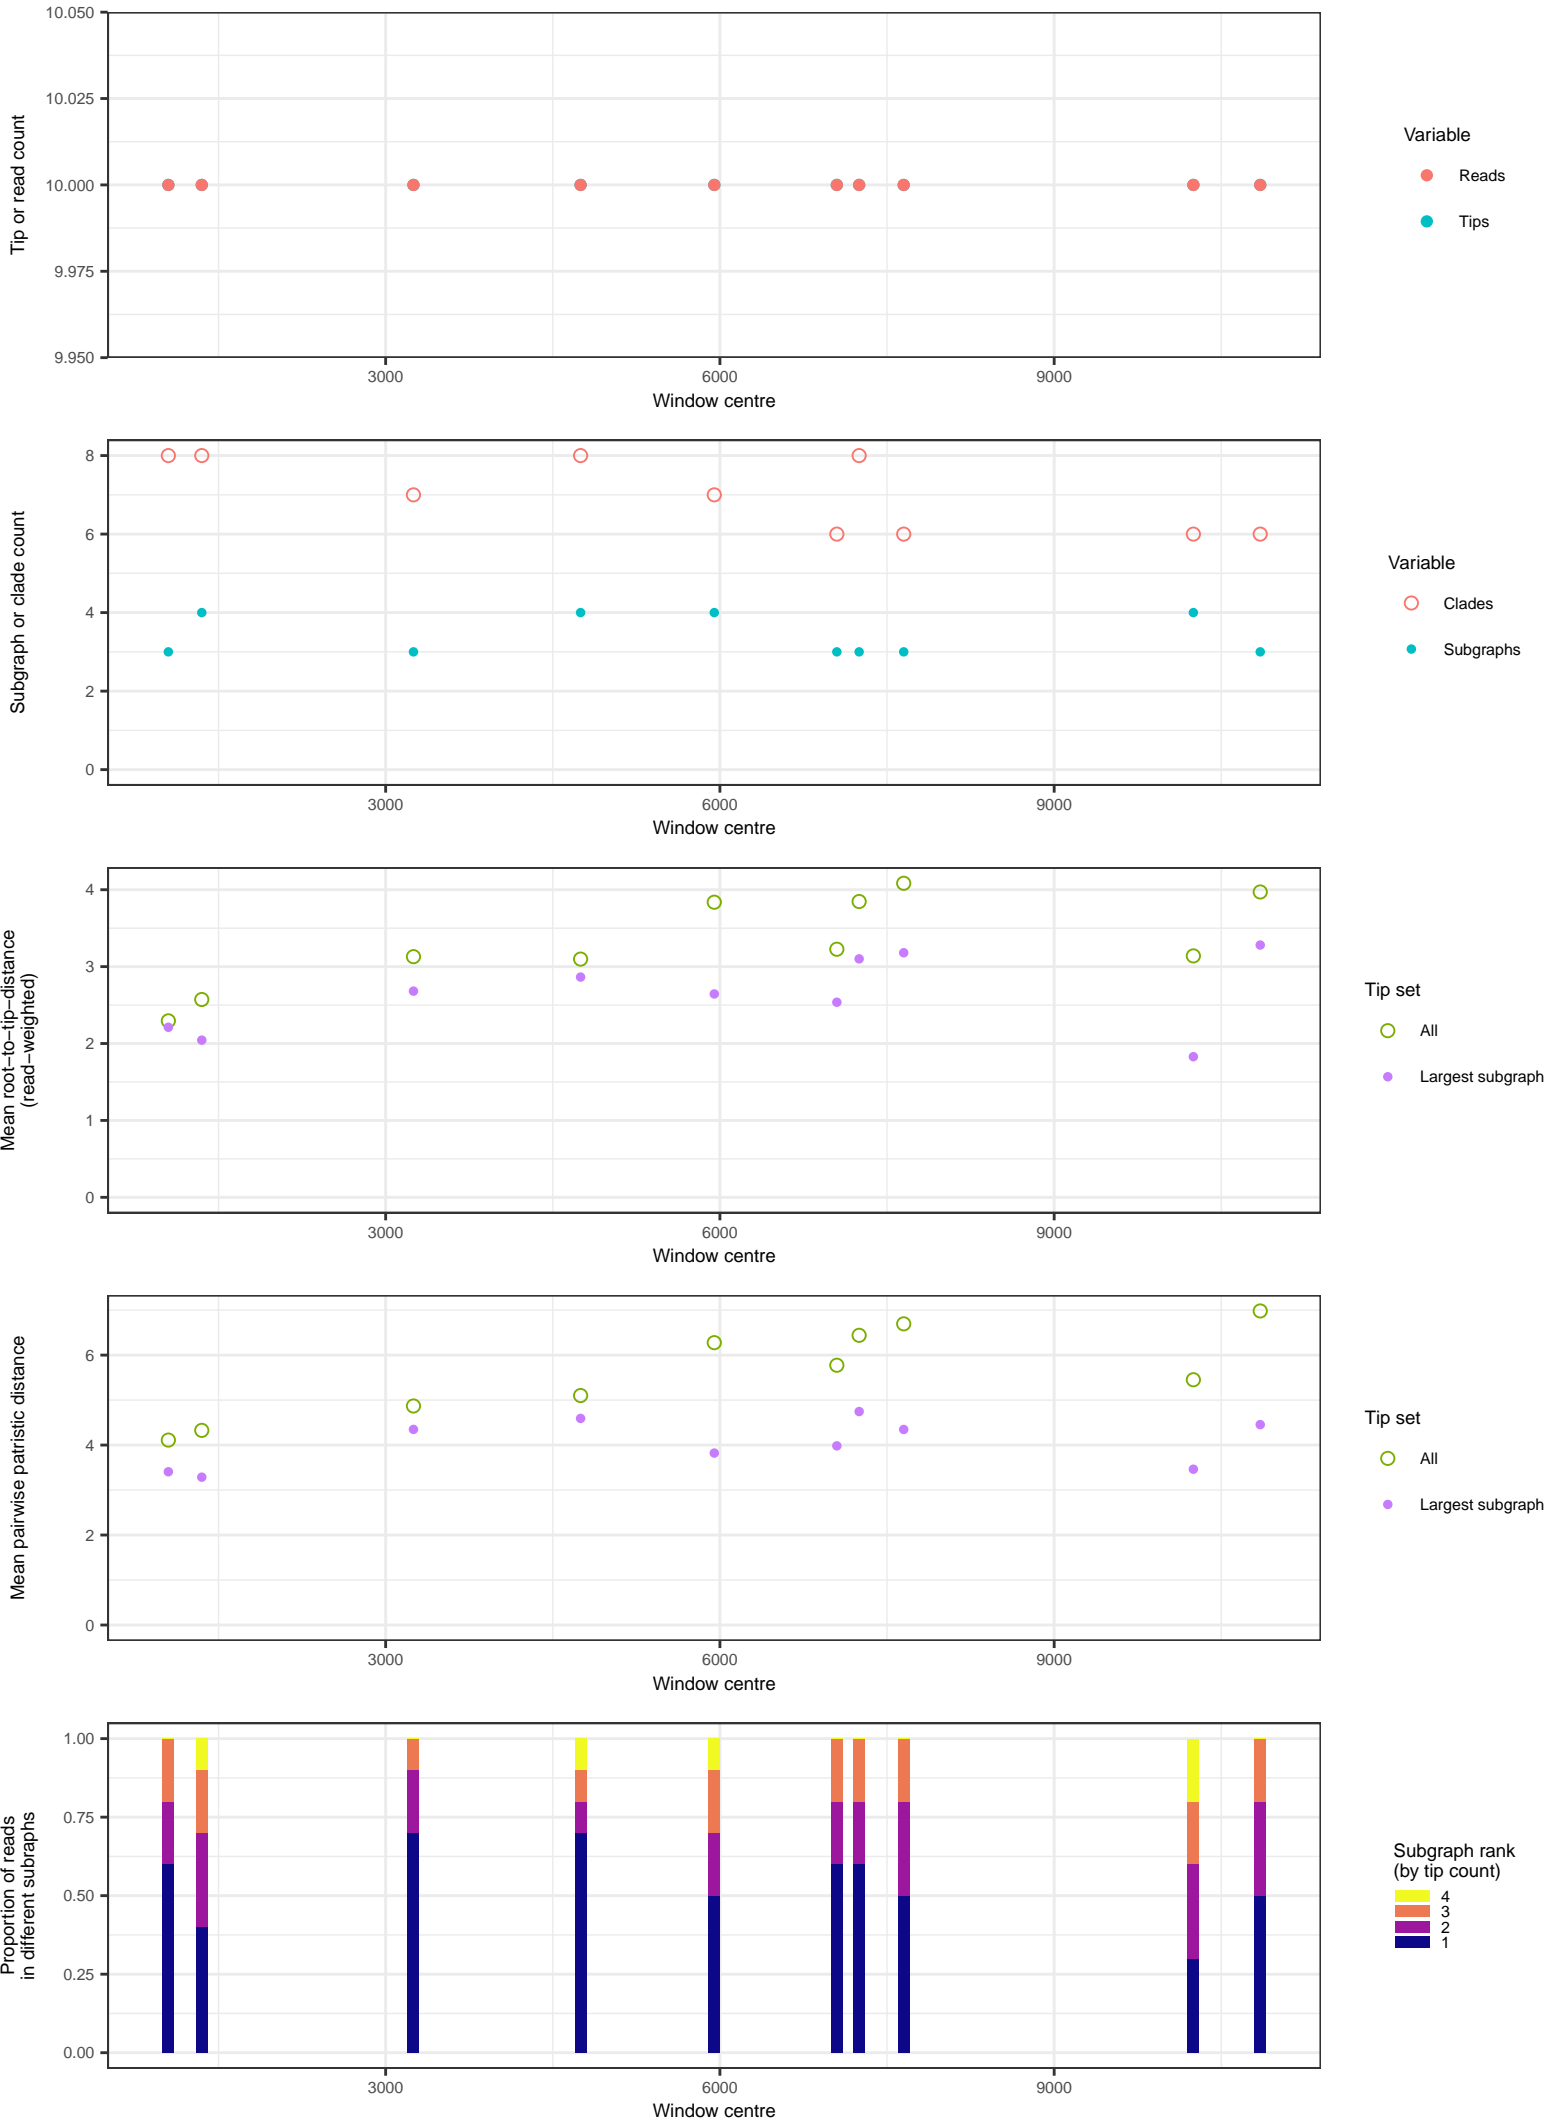 10.050
10.025
10.000
9.975
9.950
Tip or read count
3000 6000 9000
Window centre
Variable
Reads
Tips
8
6
4
2
0
Subgraph or clade count
3000 6000 9000
Window centre
Variable
Clades
Subgraphs
4
3
2
1
0
Mean root−to−tip−distance
(read−weighted)
3000 6000 9000
Window centre
Tip set
All
Largest subgraph
6
4
2
0
Mean pairwise patristic distance
3000 6000 9000
Window centre
Tip set
All
Largest subgraph
1.00
0.75
0.50
0.25
0.00
Proportion of reads
in different subraphs
3000 6000 9000
Window centre
Subgraph rank
(by tip count)
4
3
2
1